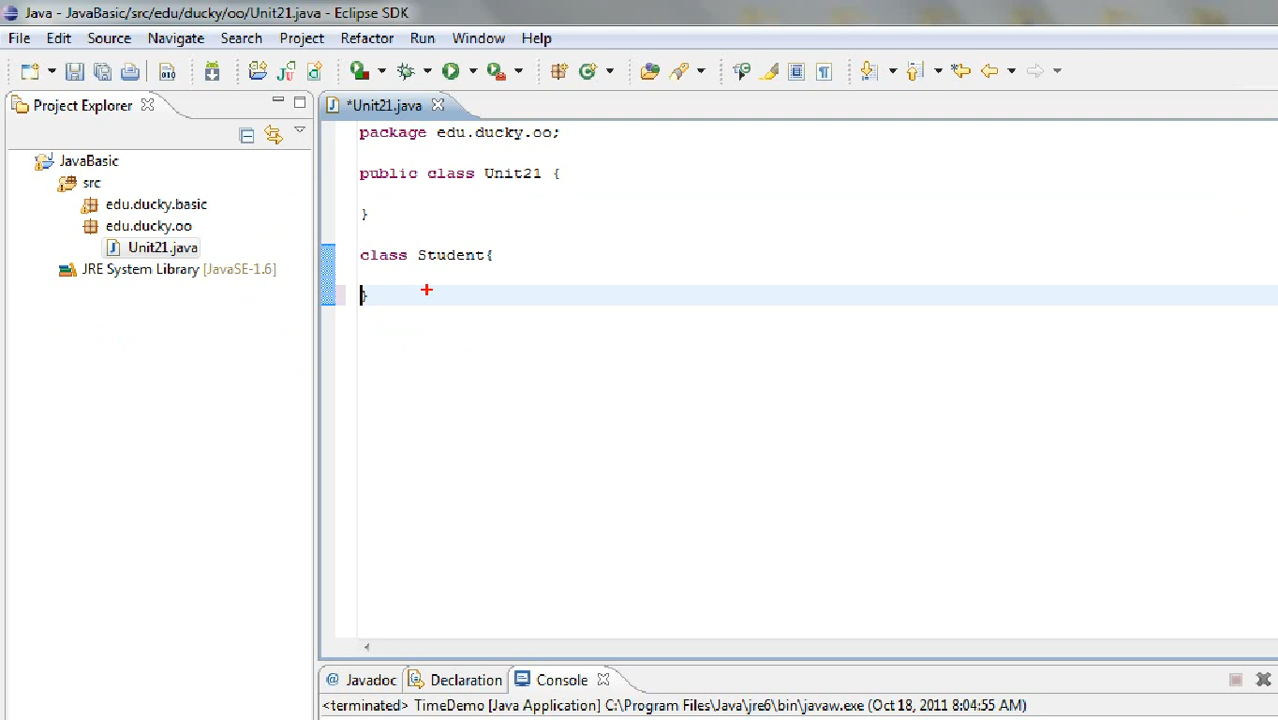 Java - JavaBasic/src/edu/ducky/oo/Unit21.java - Eclipse SDK
File Edit Source Navigate Search Project Refactor Run Window Help
Project Explorer
*Unit21.java
JavaBasic
src
edu.ducky.basic
edu.ducky.oo
Unit21.java
JRE System Library [JavaSE-1.6]
package edu.ducky.oo;
public class Unit21 {
}
class Student{
}
Javadoc Declaration Console
<terminated> TimeDemo [Java Application] C:\Program Files\Java\jre6\bin\javaw.exe (Oct 18, 2011 8:04:55 AM)